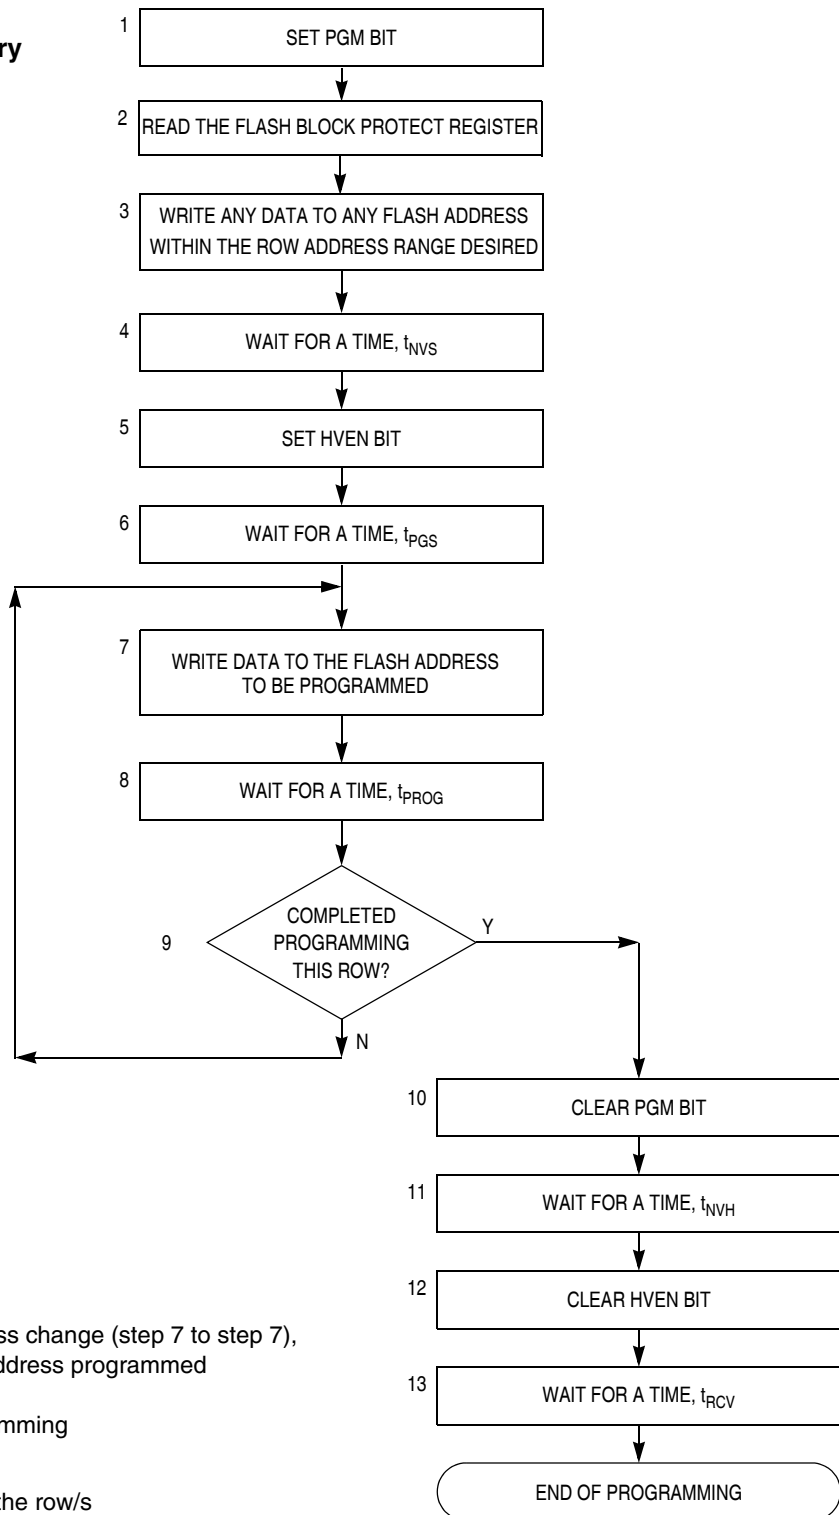 1
SET PGM BIT
2
READ THE FLASH BLOCK PROTECT REGISTER
3
WRITE ANY DATA TO ANY FLASH ADDRESS
WITHIN THE ROW ADDRESS RANGE DESIRED
4
WAIT FOR A TIME, tNVS
5
SET HVEN BIT
6
WAIT FOR A TIME, tPGS
7
WRITE DATA TO THE FLASH ADDRESS
TO BE PROGRAMMED
8
WAIT FOR A TIME, tPROG
9
COMPLETED
PROGRAMMING
THIS ROW?
Y
N
10
CLEAR PGM BIT
11
WAIT FOR A TIME, tNVH
12
CLEAR HVEN BIT
13
WAIT FOR A TIME, tRCV
END OF PROGRAMMING
ss change (step 7 to step 7),
ddress programmed
mming
the row/s